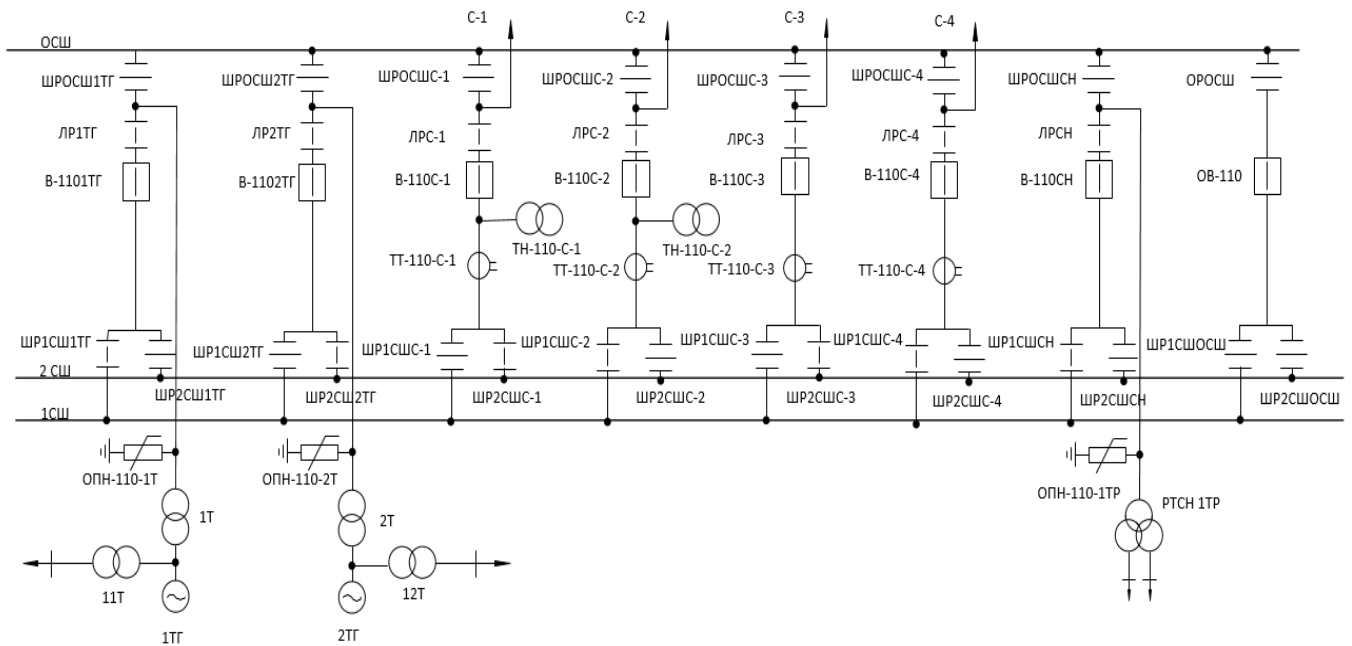 С-1
С-2
С-3
С-4
ОСШ
ШРОСШ1ТГ
ШРОСШ2ТГ
ШРОСШС-1
ШРОСШС-2
ШРОСШС-3
ШРОСШС-4
ШРОСШСН
ОРОСШ
ЛР1ТГ
ЛР2ТГ
ЛРС-1
ЛРС-2
ЛРС-3
ЛРС-4
ЛРСН
В-1101ТГ
В-1102ТГ
В-110С-1
В-110С-2
В-110С-3
В-110С-4
В-110СН
ОВ-110
ТН-110-С-1
ТН-110-С-2
ТТ-110-С-1
ТТ-110-С-2
ТТ-110-С-3
ТТ-110-С-4
ШР1СШ1ТГ
ШР1СШ2ТГ
ШР1СШС-1
ШР1СШС-2
ШР1СШС-3
ШР1СШС-4
ШР1СШСН
ШР1СШОСШ
2 СШ
ШР2СШ1ТГ
ШР2СШ2ТГ
ШР2СШС-1
ШР2СШС-2
ШР2СШС-3
ШР2СШС-4
ШР2СШСН
ШР2СШОСШ
1СШ
ОПН-110-1Т
ОПН-110-2Т
ОПН-110-1ТР
1Т
2Т
РТСН 1ТР
11Т
12Т
1ТГ
2ТГ